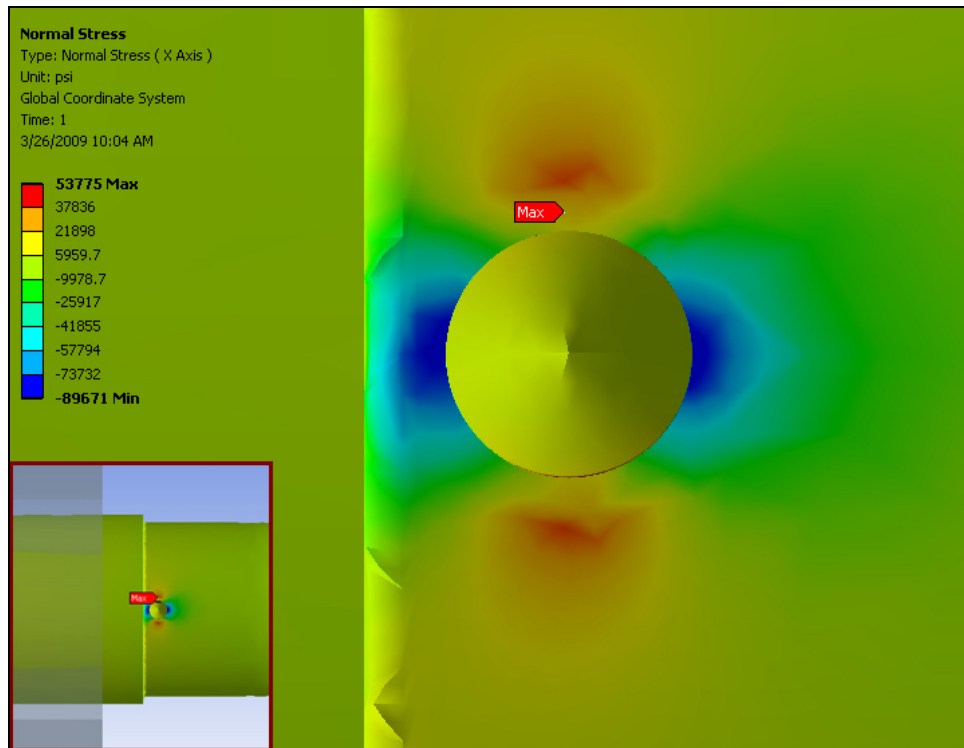 Normal Stress
Type: Normal Stress ( X Axis )
Unit: psi
Global Coordinate System
Time: 1
3/26/2009 10:04 AM
53775 Max
37836
21898
5959.7
-9978.7
-25917
-41855
-57794
-73732
-89671 Min
Max
Max